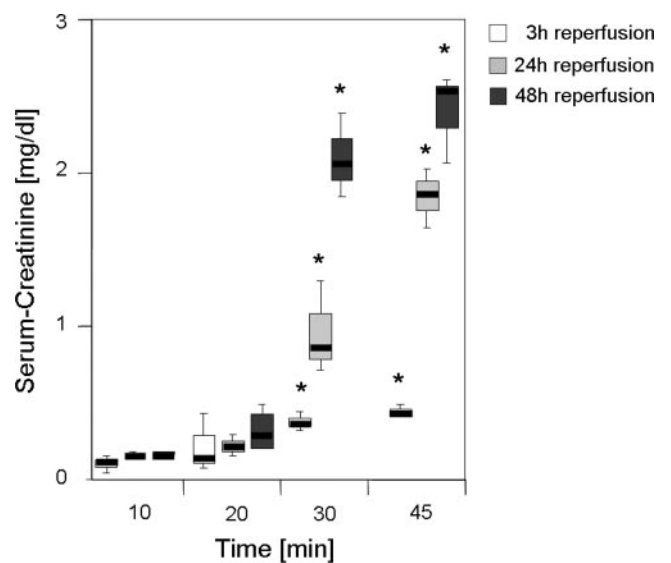 3
3h reperfusion
24h reperfusion
48h reperfusion
*
*
*
2
*
*
1
*
*
0
10 20 30 45
Serum-Creatinine [mg/dl]
Time [min]